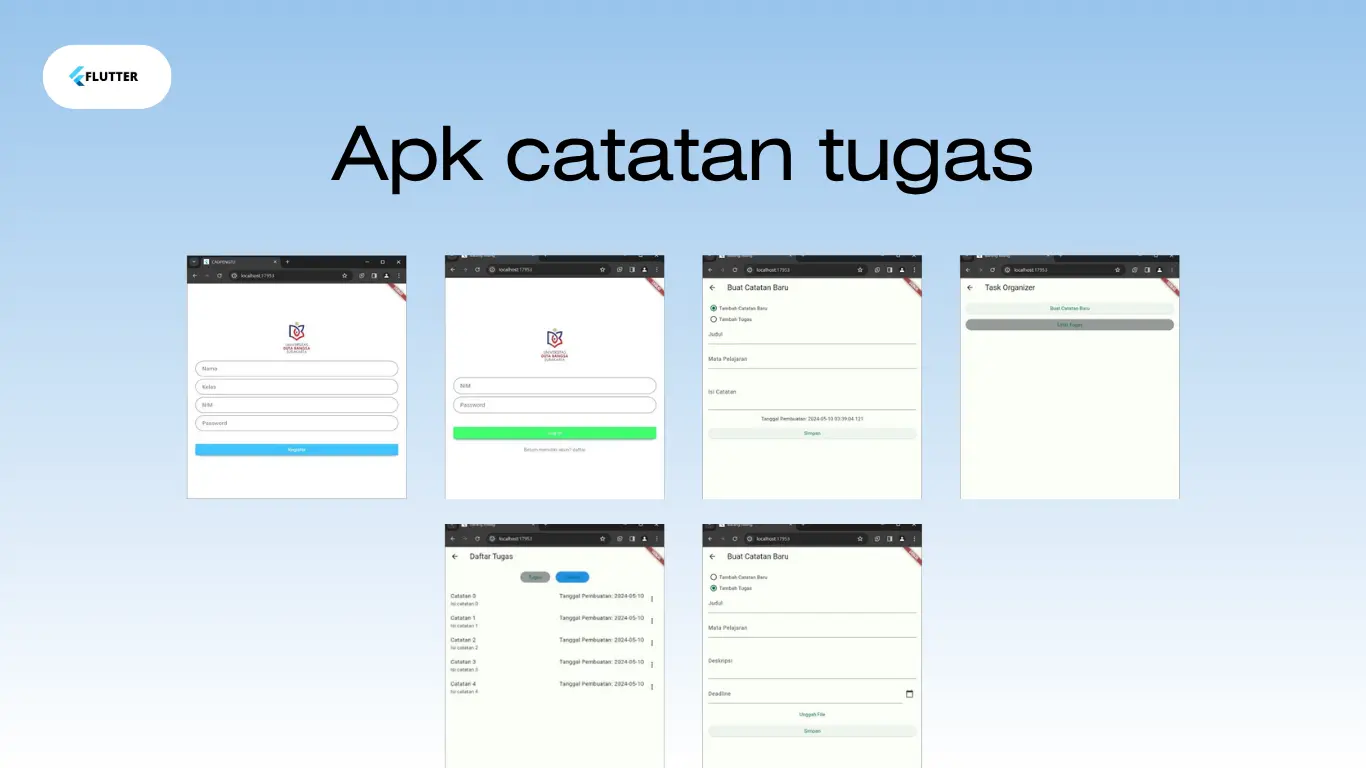 FLUTTER
Apk catatan tugas
localhost:17953
UNIVERSITAS
DUTA BANGSA
SURAKARTA
Nama
Kelas
NIM
Password
Register
localhost:17953
UNIVERSITAS
DUTA BANGSA
SURAKARTA
NIM
Password
Log in
Belum memiliki akun? daftar
localhost:17953
Buat Catatan Baru
Tambah Catatan Baru
Tambah Tugas
Judul
Mata Pelajaran
Isi Catatan
Tanggal Pembuatan: 2024-05-10 03:39:04.121
Simpan
localhost:17953
Task Organizer
Buat Catatan Baru
Daftar Tugas
localhost:17953
Daftar Tugas
Tugas
Catatan 0 Tanggal Pembuatan: 2024-05-10
Isi catatan 0
Catatan 1 Tanggal Pembuatan: 2024-05-10
Isi catatan 1
Catatan 2 Tanggal Pembuatan: 2024-05-10
Isi catatan 2
Catatan 3 Tanggal Pembuatan: 2024-05-10
Isi catatan 3
Catatan 4 Tanggal Pembuatan: 2024-05-10
Isi catatan 4
localhost:17953
Buat Catatan Baru
Tambah Catatan Baru
Tambah Tugas
Judul
Mata Pelajaran
Deskripsi
Deadline
Unggah File
Simpan